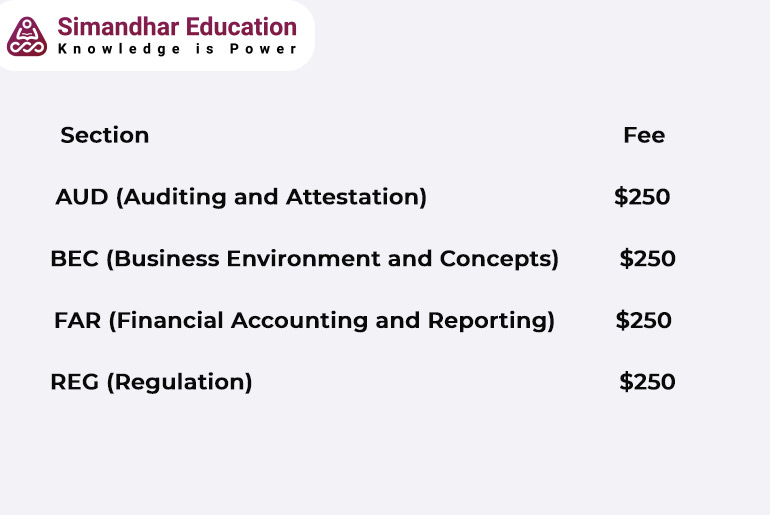 Simandhar Education
Knowledge is Power
Section Fee
AUD (Auditing and Attestation) $250
BEC (Business Environment and Concepts) $250
FAR (Financial Accounting and Reporting) $250
REG (Regulation) $250